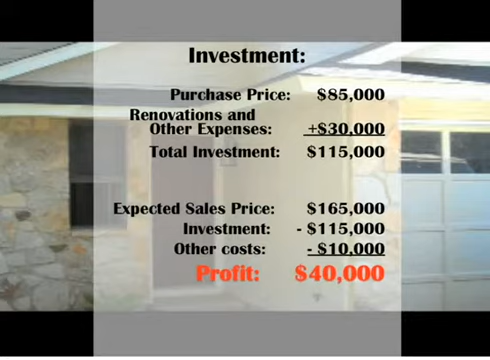 Investment:
Purchase Price: $85,000
Renovations and
Other Expenses: +$30,000
Total Investment: $115,000
Expected Sales Price: $165,000
Investment: - $115,000
Other costs: - $10,000
Profit: $40,000